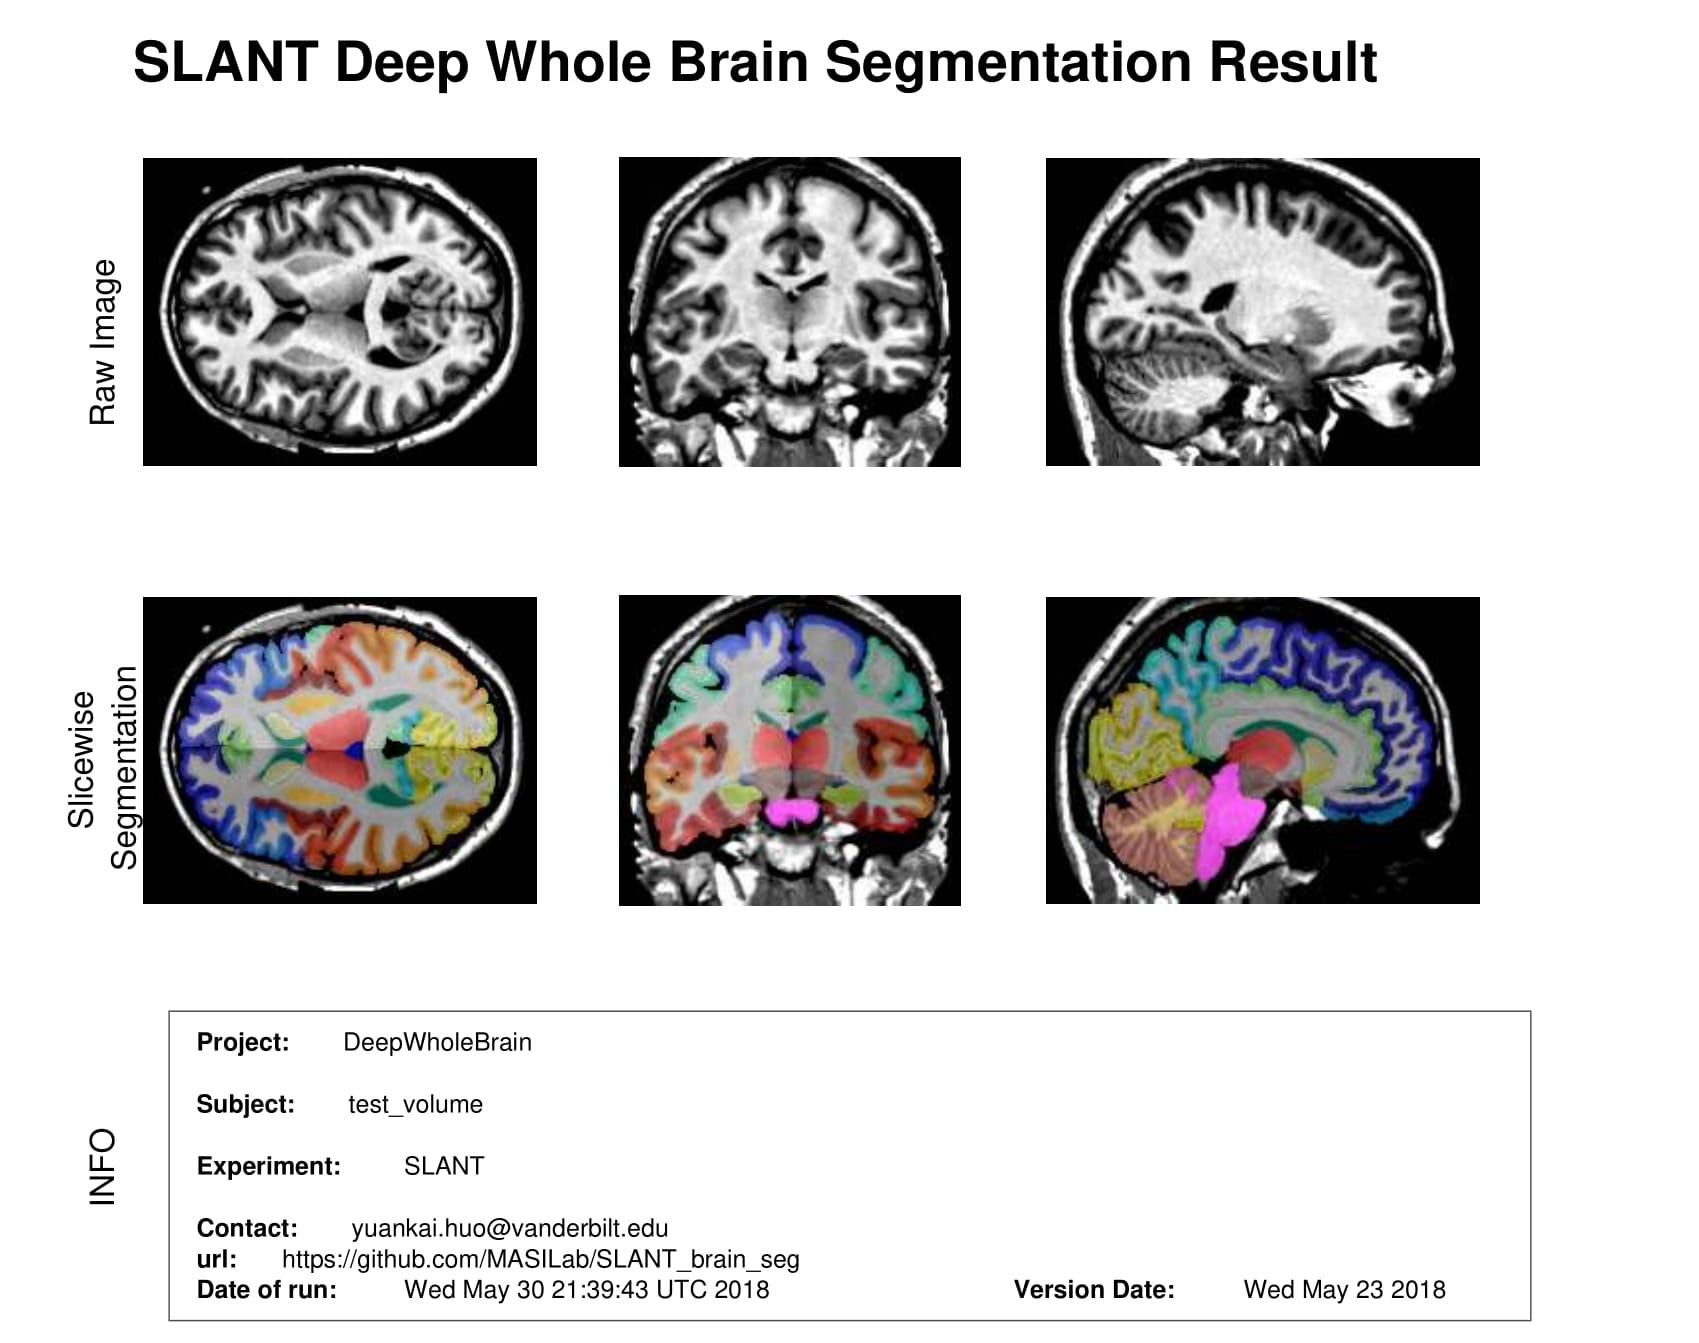 SLANT Deep Whole Brain Segmentation Result
Raw Image
Slicewise
Segmentation
INFO
Project: DeepWholeBrain
Subject: test_volume
Experiment: SLANT
Contact: yuankai.huo@vanderbilt.edu
url: https://github.com/MASILab/SLANT_brain_seg
Date of run: Wed May 30 21:39:43 UTC 2018 Version Date: Wed May 23 2018